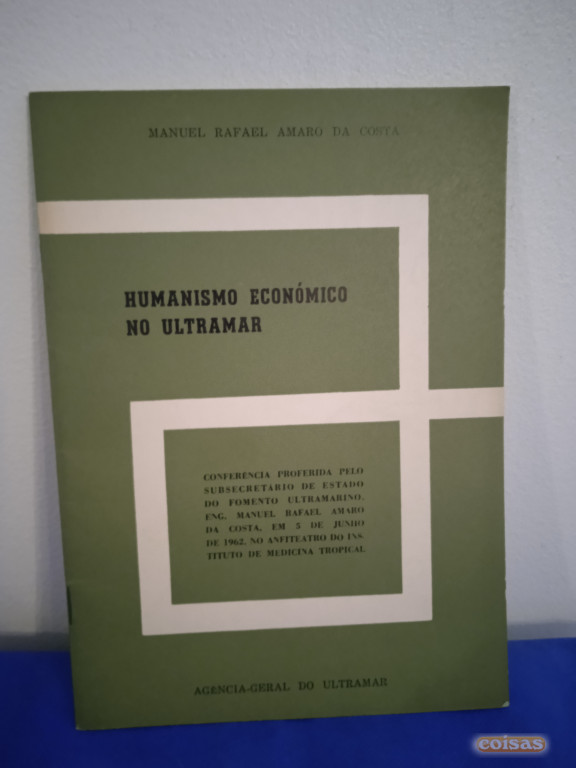 MANUEL RAFAEL AMARO DA COSTA
HUMANISMO ECONÓMICO
NO ULTRAMAR
CONFERÊNCIA PROFERIDA PELO
SUBSECRETÁRIO DE ESTADO
DO FOMENTO ULTRAMARINO,
ENG. MANUEL RAFAEL AMARO
DA COSTA, EM 5 DE JUNHO
DE 1962, NO ANFITEATRO DO INS
TITUTO DE MEDICINA TROPICAL
AGÊNCIA-GERAL DO ULTRAMAR
coisas